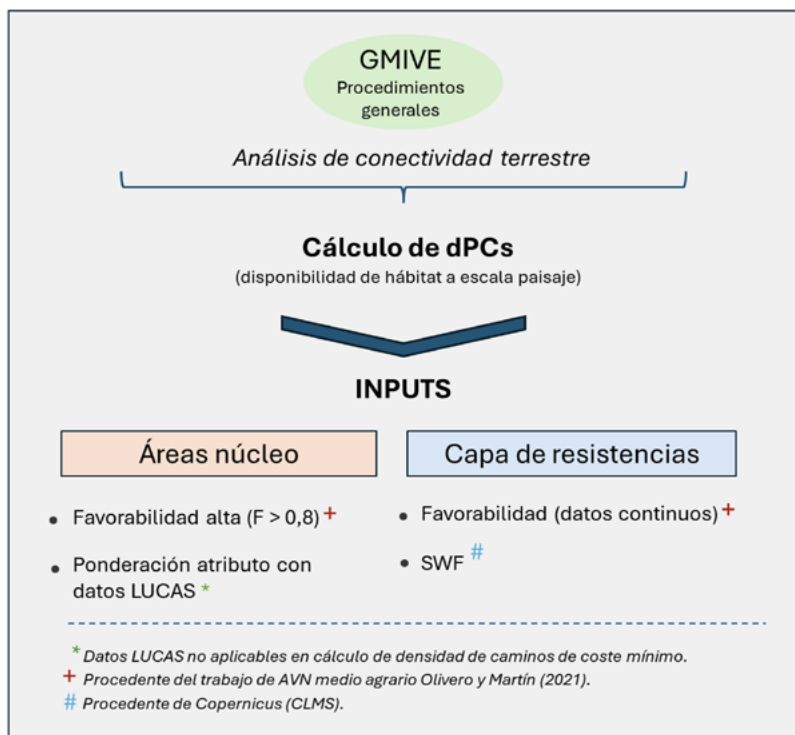 GMIVE
Procedimientos
generales
Análisis de conectividad terrestre
Cálculo de dPCs
(disponibilidad de hábitat a escala paisaje)
INPUTS
Áreas núcleo
• Favorabilidad alta (F > 0,8) +
• Ponderación atributo con
datos LUCAS *
Capa de resistencias
• Favorabilidad (datos continuos) +
• SWF #
* Datos LUCAS no aplicables en cálculo de densidad de caminos de coste mínimo.
+ Procedente del trabajo de AVN medio agrario Olivero y Martín (2021).
# Procedente de Copernicus (CLMS).